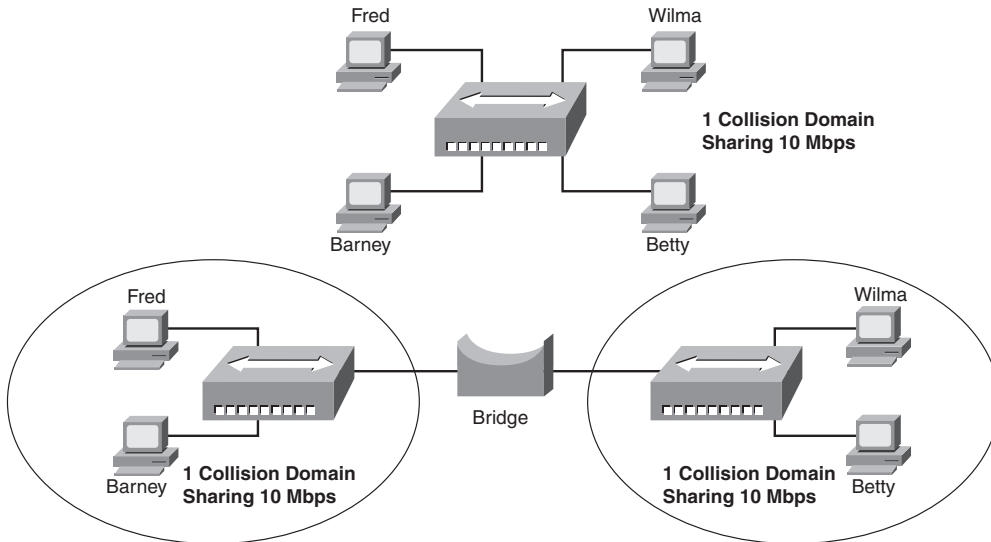 Fred
Wilma
1 Collision Domain
Sharing 10 Mbps
Barney
Betty
Fred
Wilma
Bridge
Barney
1 Collision Domain
Sharing 10 Mbps
1 Collision Domain
Sharing 10 Mbps
Betty